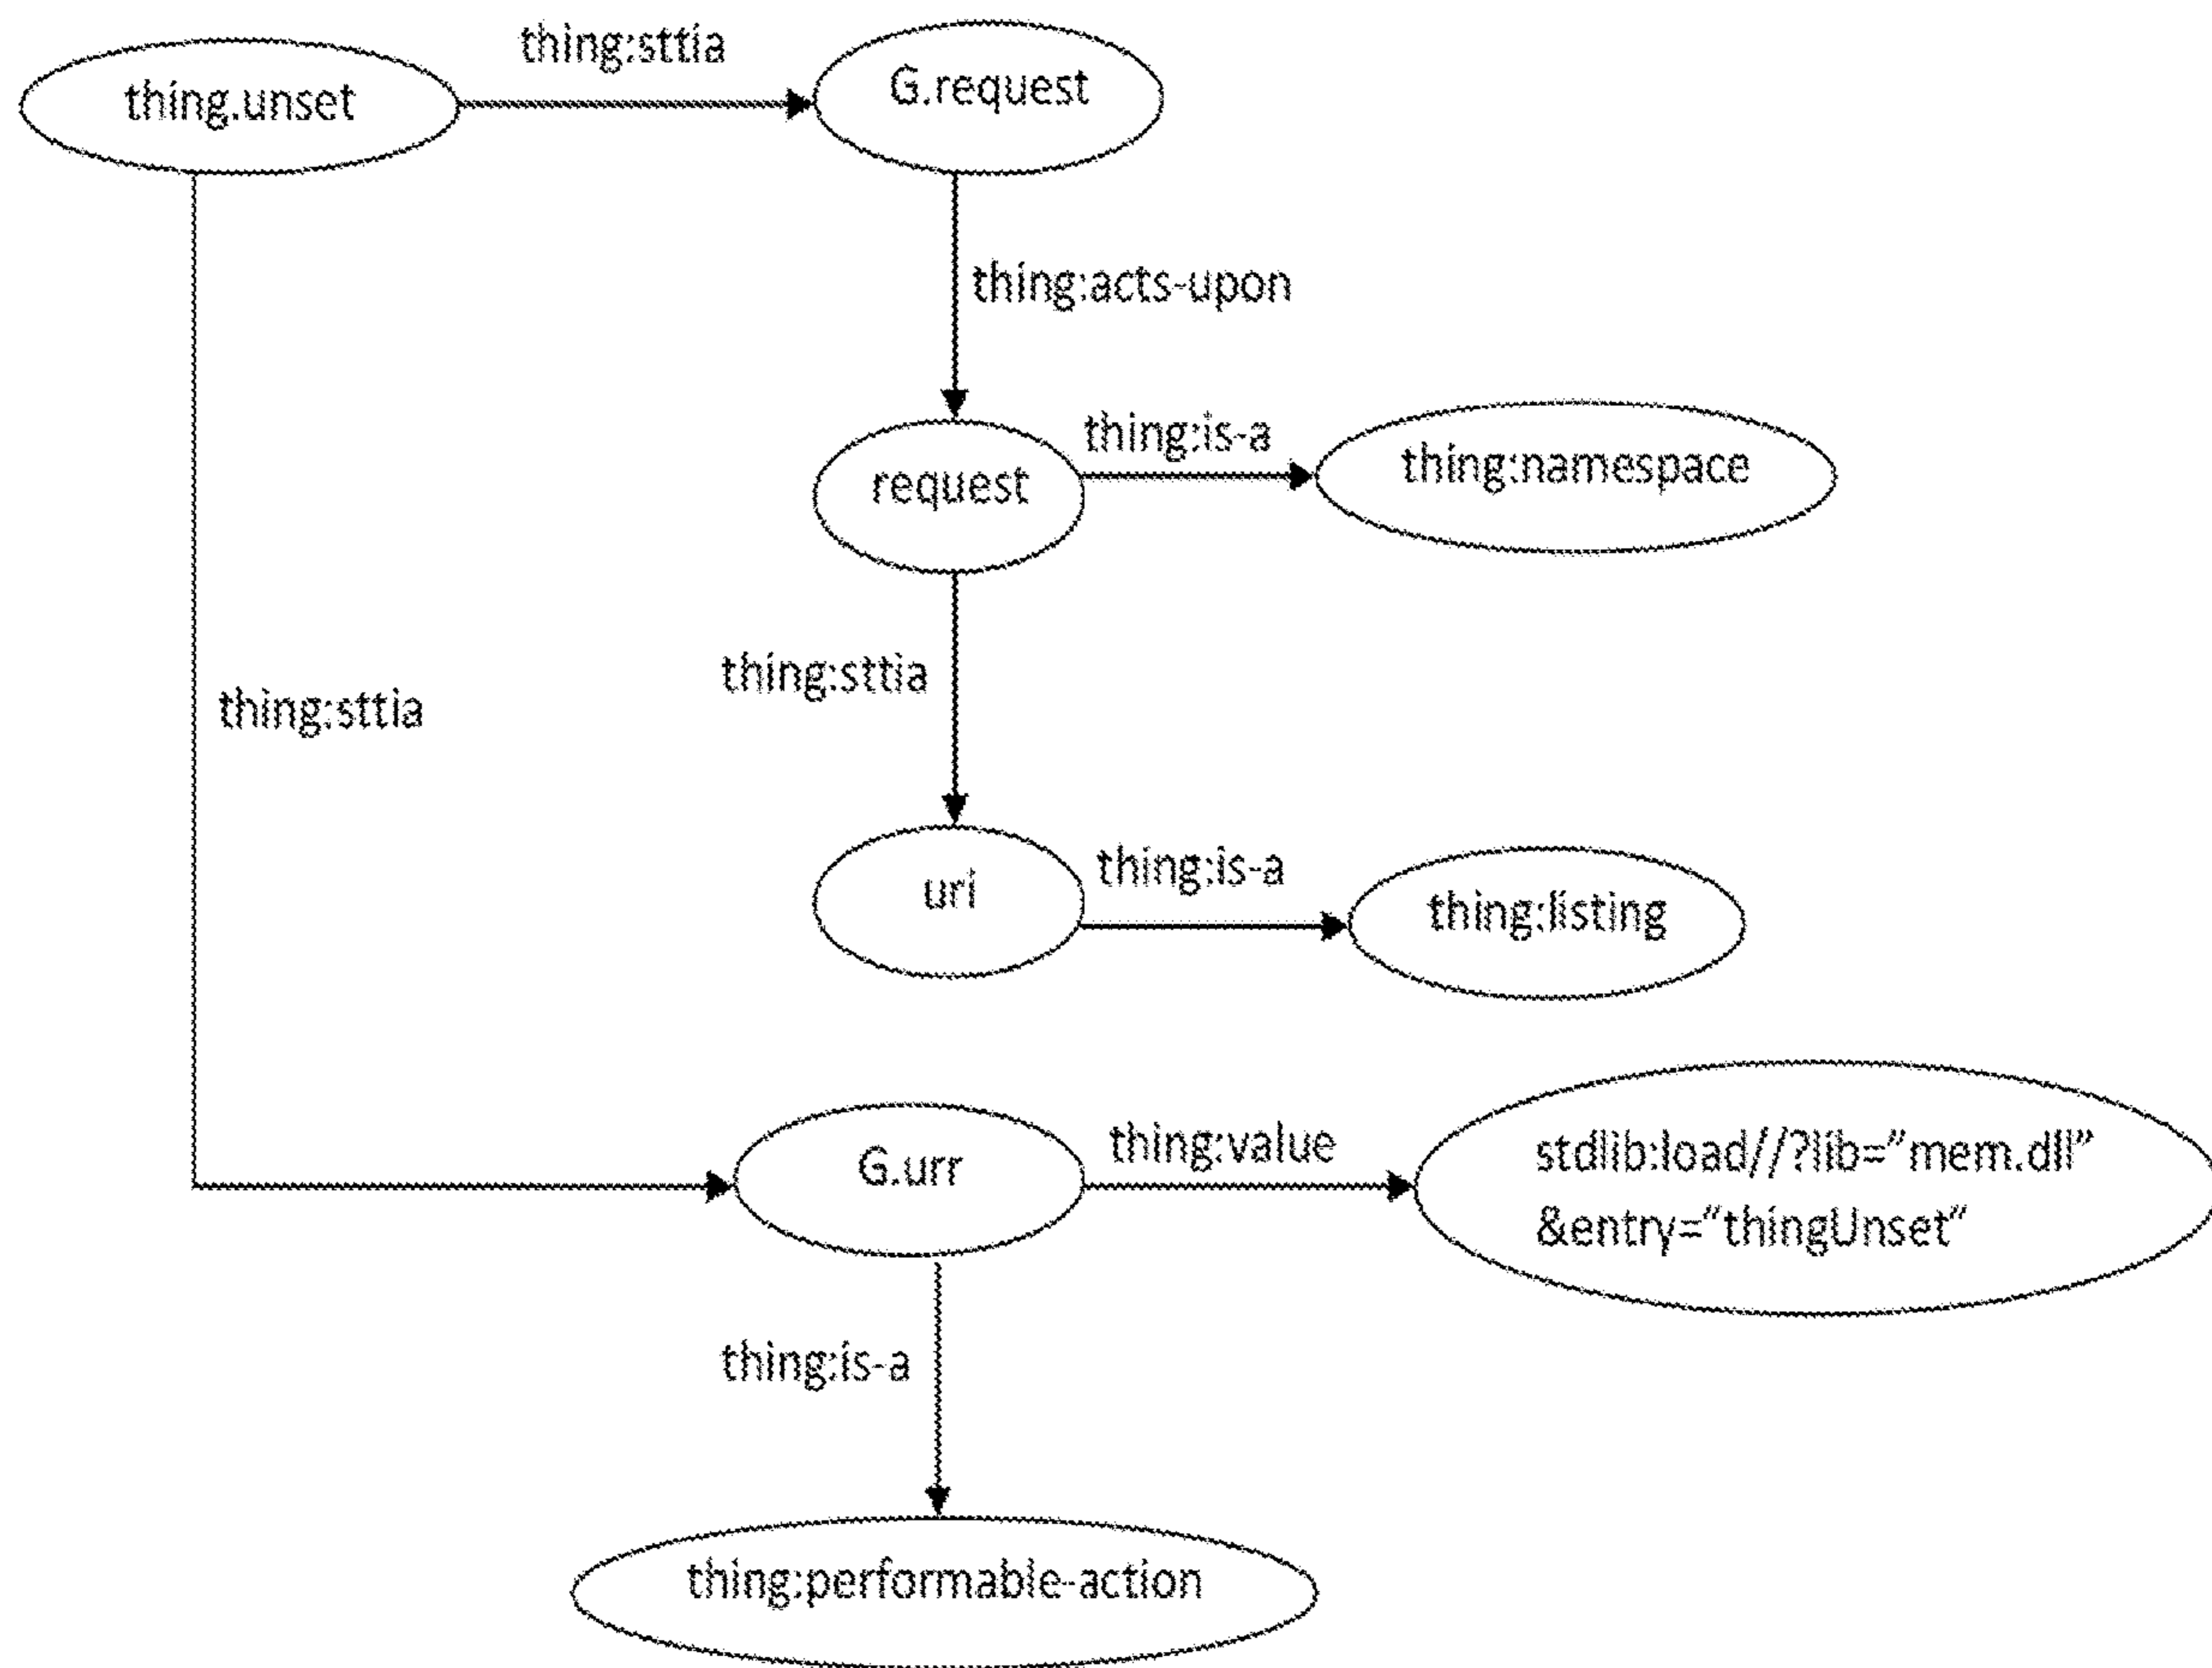 thing:sttia
thing.unset
G.request
thing:acts-upon
thing:is-a
request
thing:namespace
thing:sttia
thing:sttia
uri
thing:is-a
thing:listing
G.urr
thing:value
stdlib:load//?lib="mem.dll"
&entry="thingUnset"
thing:is-a
thing:performable-action